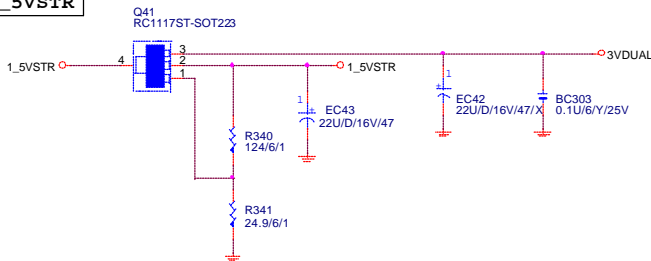 _5VSTR
Q41
RC1117ST-SOT223
1_5VSTR
4
3
2
1
1_5VSTR
3VDUAL
1
EC43
22U/D/16V/47
1
EC42
22U/D/16V/47/X
BC303
0.1U/6/Y/25V
R340
124/6/1
R341
24.9/6/1